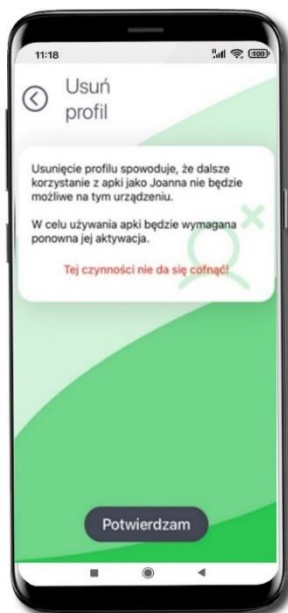 11:18
100
Usuń
profil
Usunięcie profilu spowoduje, że dalsze
korzystanie z apki jako Joanna nie będzie
możliwe na tym urządzeniu.
W celu używania apki będzie wymagana
ponowna jej aktywacja.
Tej czynności nie da się cofnąć!
Potwierdzam